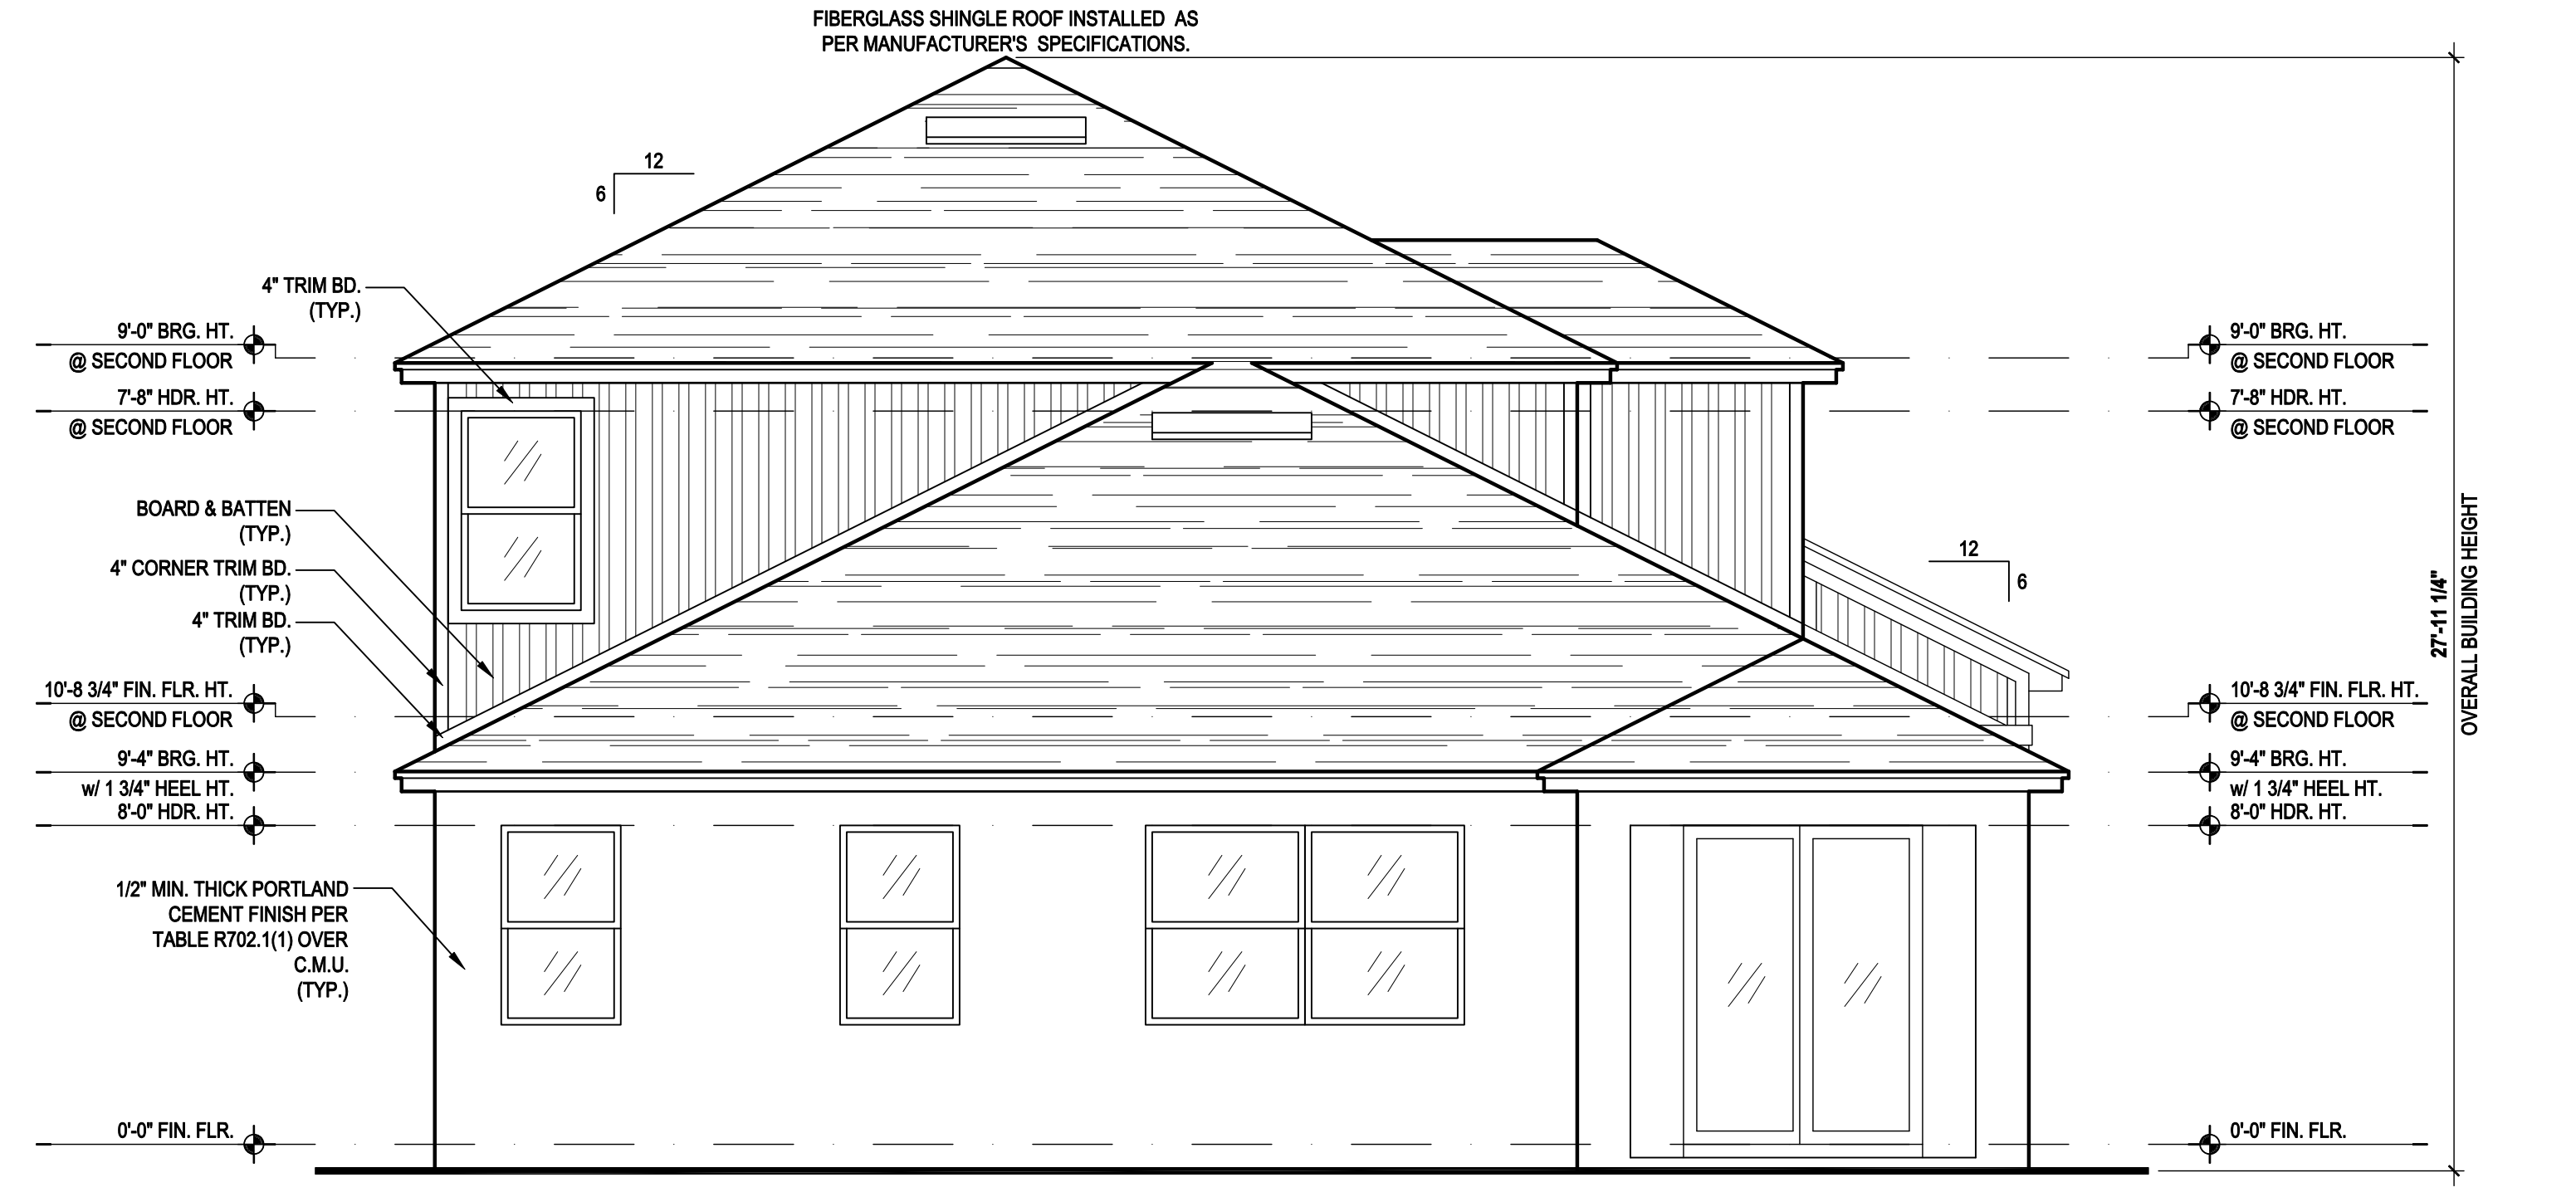 FIBERGLASS SHINGLE ROOF INSTALLED AS
PER MANUFACTURER'S SPECIFICATIONS.
12
6
4" TRIM BD.
(TYP.)
9'-0" BRG. HT.
@ SECOND FLOOR
7'-8" HDR. HT.
@ SECOND FLOOR
BOARD & BATTEN
(TYP.)
4" CORNER TRIM BD.
(TYP.)
4" TRIM BD.
(TYP.)
10'-8 3/4" FIN. FLR. HT.
@ SECOND FLOOR
9'-4" BRG. HT.
w/ 1 3/4" HEEL HT.
8'-0" HDR. HT.
1/2" MIN. THICK PORTLAND
CEMENT FINISH PER
TABLE R702.1(1) OVER
C.M.U.
(TYP.)
0'-0" FIN. FLR.
9'-0" BRG. HT.
@ SECOND FLOOR
7'-8" HDR. HT.
@ SECOND FLOOR
12
6
10'-8 3/4" FIN. FLR. HT.
@ SECOND FLOOR
9'-4" BRG. HT.
w/ 1 3/4" HEEL HT.
8'-0" HDR. HT.
0'-0" FIN. FLR.
27'-11 1/4"
OVERALL BUILDING HEIGHT